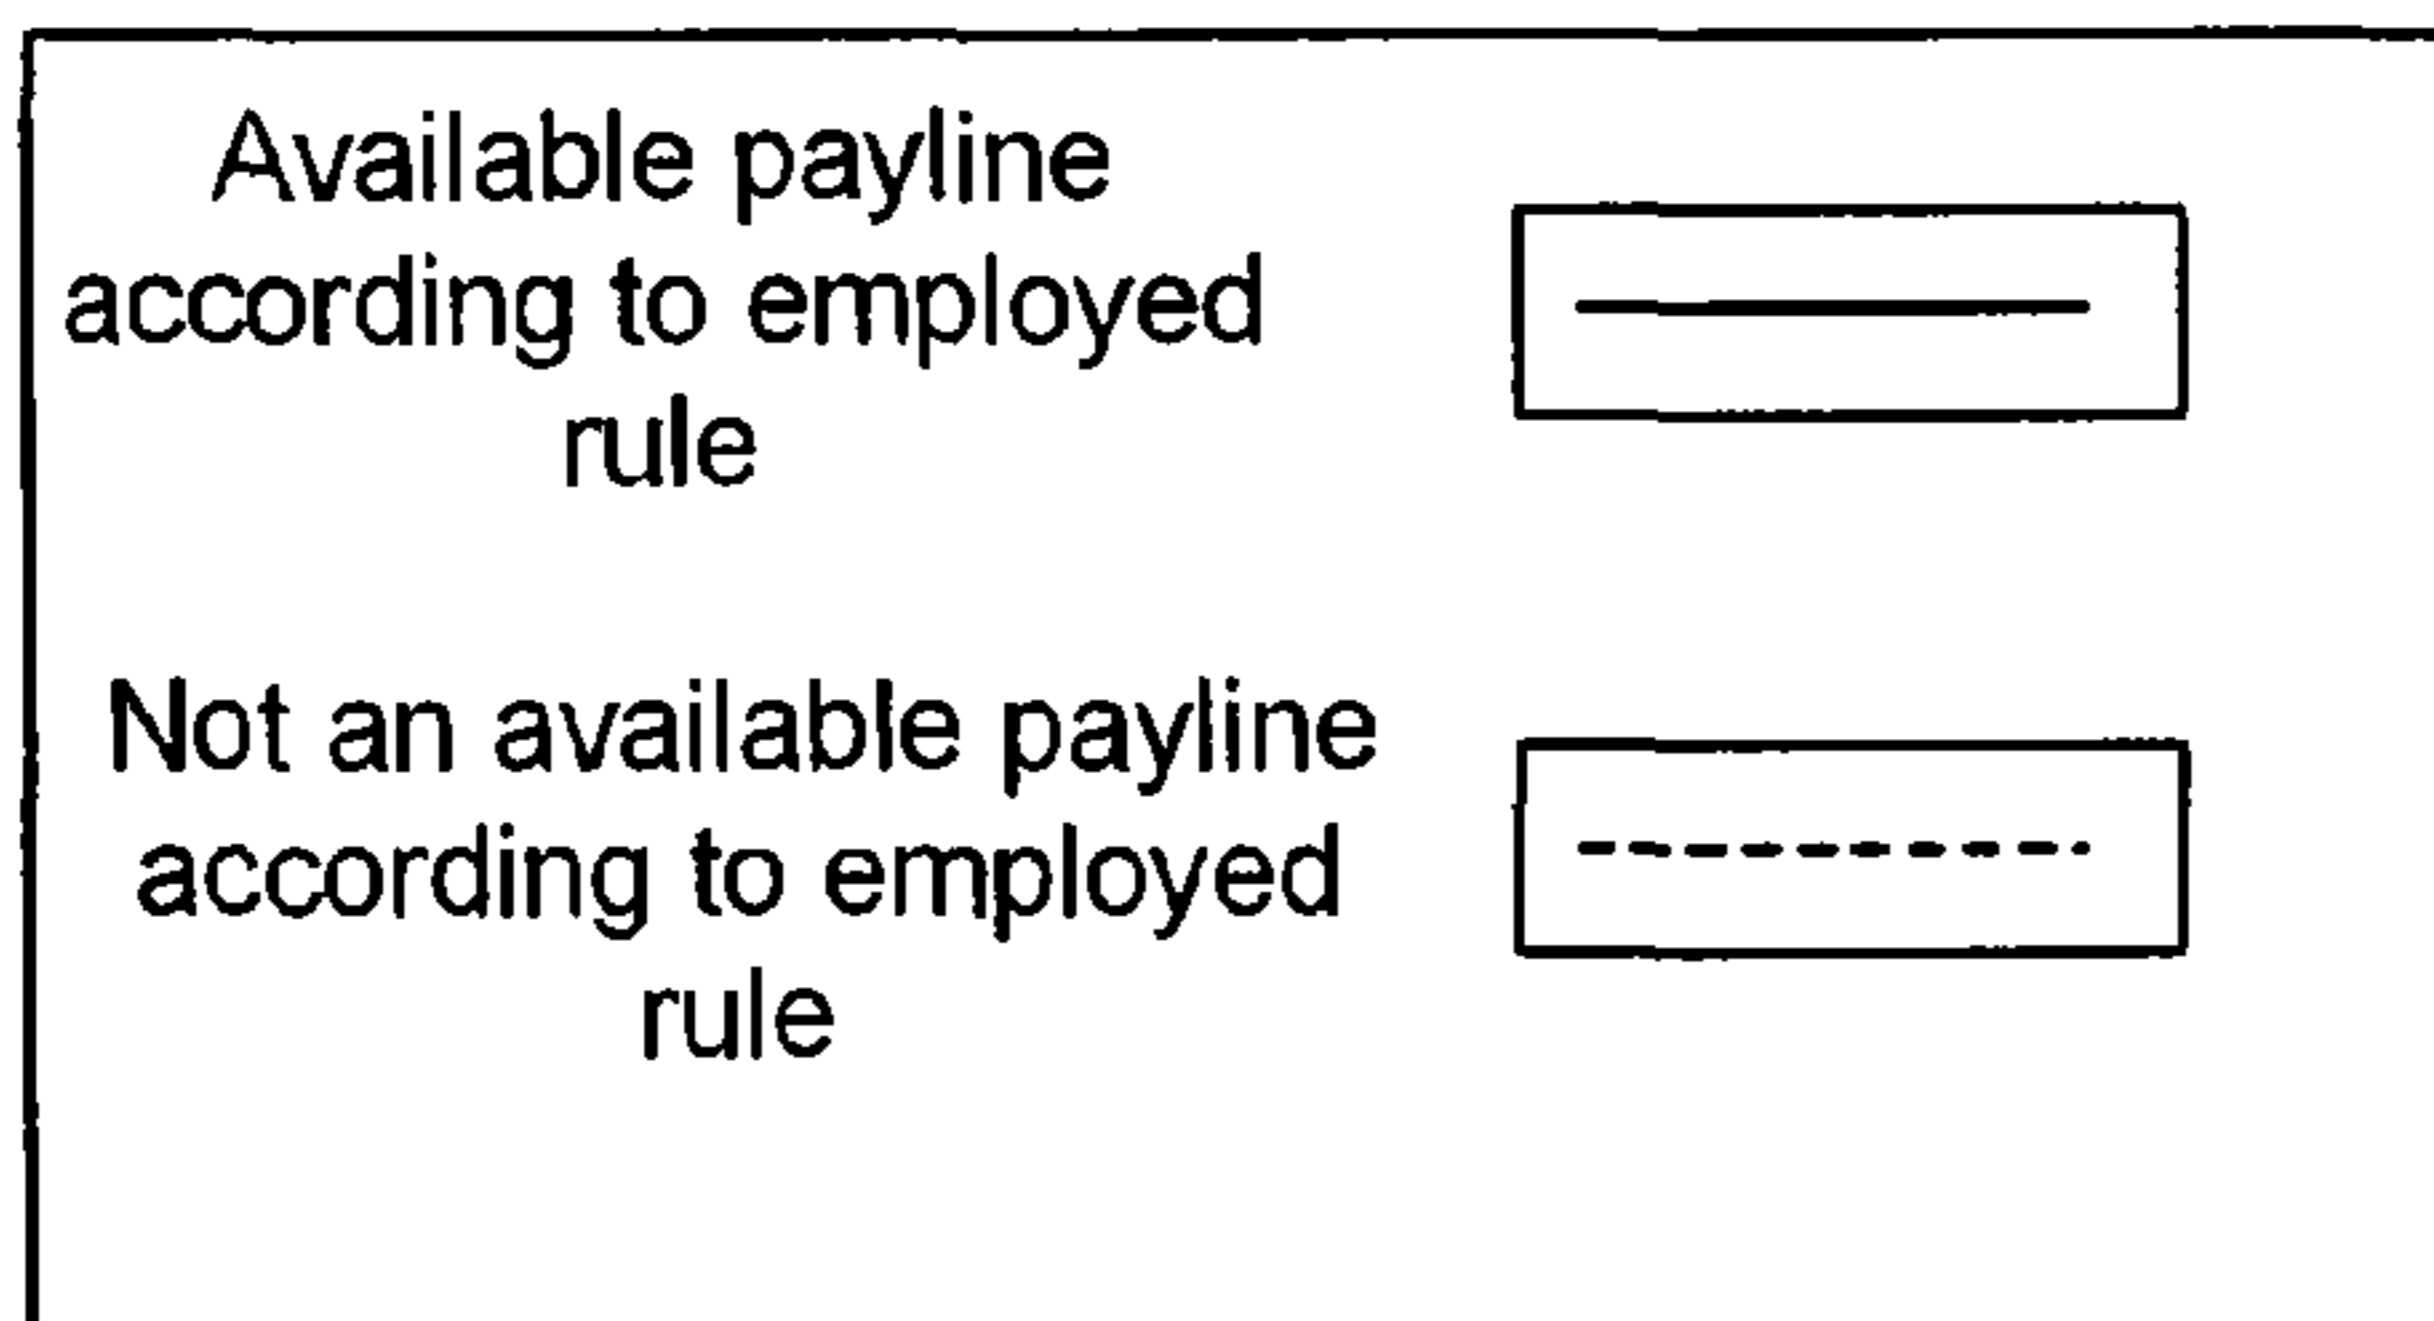 Available payline
according to employed
rule
Not an available payline
according to employed
rule